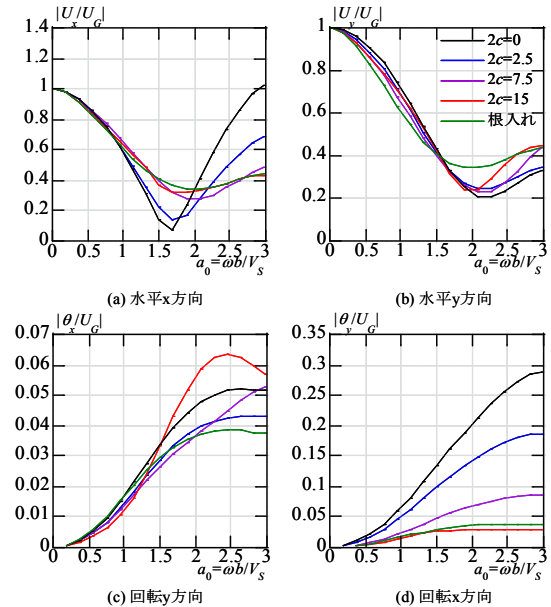 |U_x/U_G|
1.4
1.2
1
0.8
0.6
0.4
0.2
0
0 0.5 1 1.5 2 2.5 3
a_0=ωb/V_S
(a) 水平x方向
|U_y/U_G|
1
0.8
0.6
0.4
0.2
0
0 0.5 1 1.5 2 2.5 3
a_0=ωb/V_S
2c=0
2c=2.5
2c=7.5
2c=15
根入れ
(b) 水平y方向
|θ_x/U_G|
0.07
0.06
0.05
0.04
0.03
0.02
0.01
0
0 0.5 1 1.5 2 2.5 3
a_0=ωb/V_S
(c) 回転y方向
|θ_y/U_G|
0.35
0.3
0.25
0.2
0.15
0.1
0.05
0
0 0.5 1 1.5 2 2.5 3
a_0=ωb/V_S
(d) 回転x方向